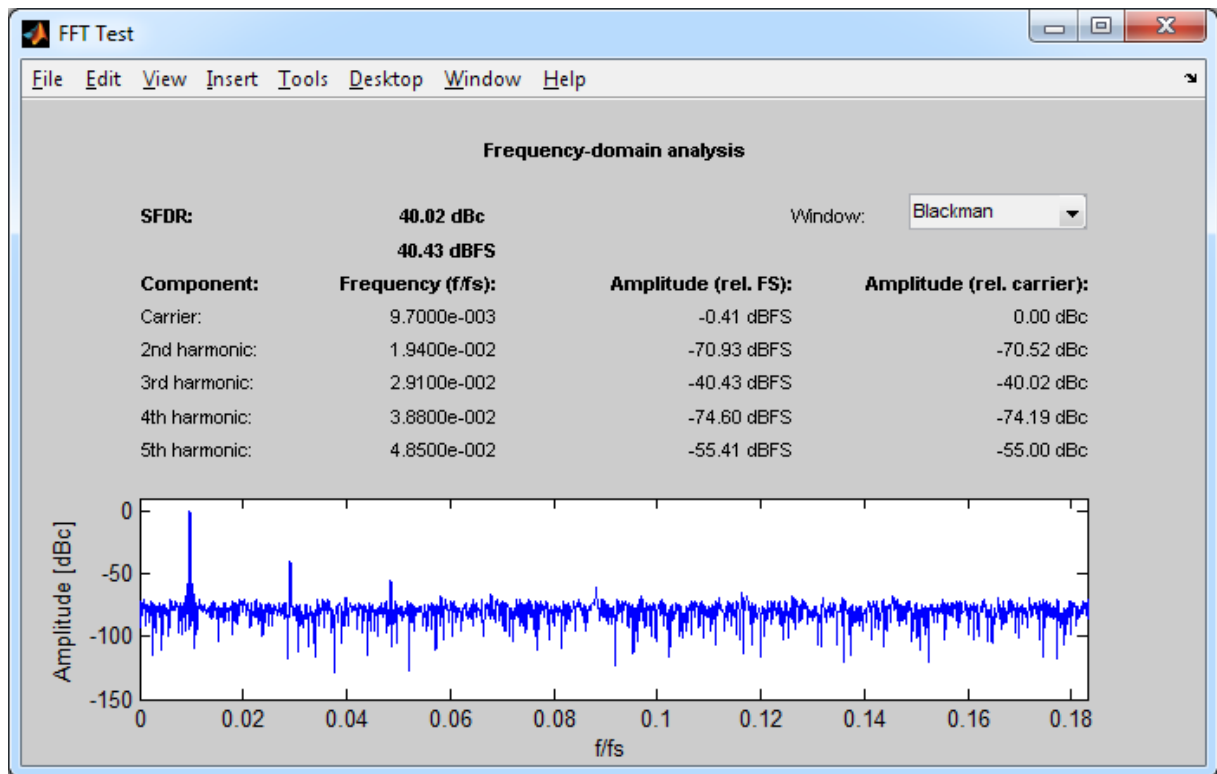 FFT Test
File Edit View Insert Tools Desktop Window Help
Frequency-domain analysis
SFDR: 40.02 dBc Window: Blackman
40.43 dBFS
Component: Frequency (f/fs): Amplitude (rel. FS): Amplitude (rel. carrier):
Carrier: 9.7000e-003 -0.41 dBFS 0.00 dBc
2nd harmonic: 1.9400e-002 -70.93 dBFS -70.52 dBc
3rd harmonic: 2.9100e-002 -40.43 dBFS -40.02 dBc
4th harmonic: 3.8800e-002 -74.60 dBFS -74.19 dBc
5th harmonic: 4.8500e-002 -55.41 dBFS -55.00 dBc
Amplitude [dBc]
0
-50
-100
-150
0 0.02 0.04 0.06 0.08 0.1 0.12 0.14 0.16 0.18
f/fs